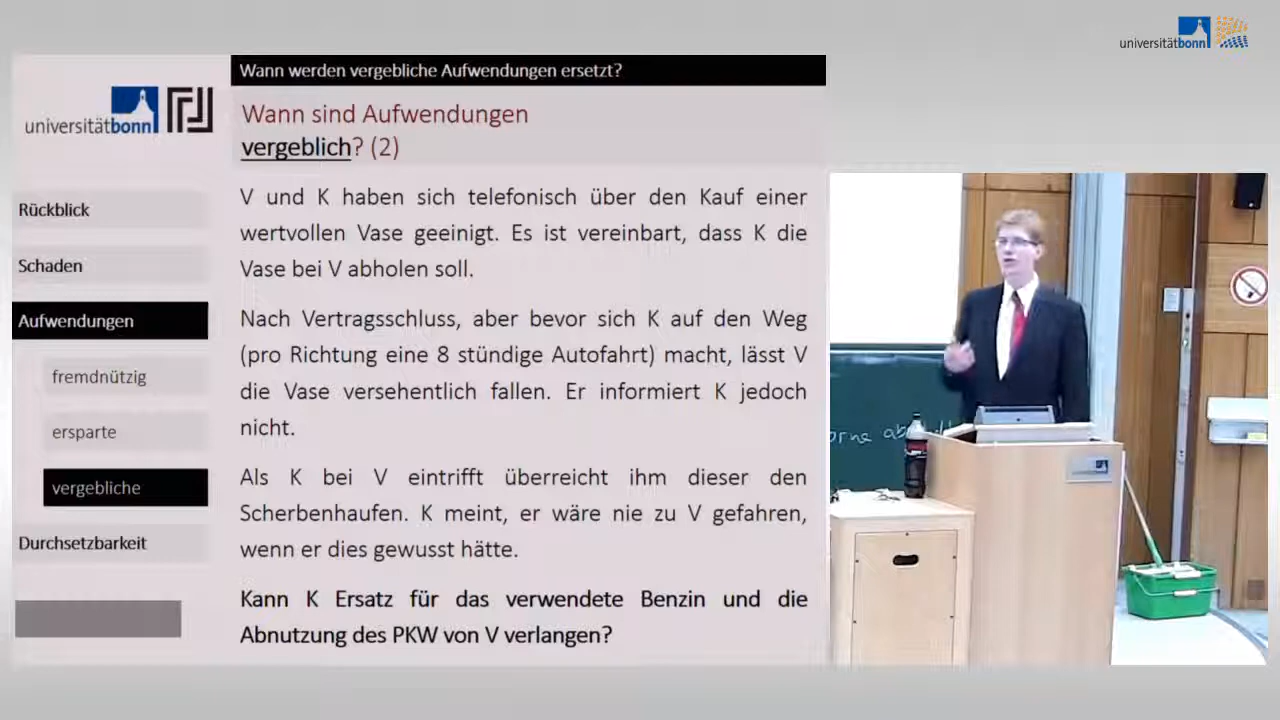 universitätbonn
Wann werden vergebliche Aufwendungen ersetzt?
universitätbonn
Wann sind Aufwendungen
vergeblich? (2)
Rückblick
Schaden
Aufwendungen
fremdnützig
ersparte
vergebliche
Durchsetzbarkeit
V und K haben sich telefonisch über den Kauf einer
wertvollen Vase geeinigt. Es ist vereinbart, dass K die
Vase bei V abholen soll.
Nach Vertragsschluss, aber bevor sich K auf den Weg
(pro Richtung eine 8 stündige Autofahrt) macht, lässt V
die Vase versehentlich fallen. Er informiert K jedoch
nicht.
Als K bei V eintrifft überreicht ihm dieser den
Scherbenhaufen. K meint, er wäre nie zu V gefahren,
wenn er dies gewusst hätte.
Kann K Ersatz für das verwendete Benzin und die
Abnutzung des PKW von V verlangen?